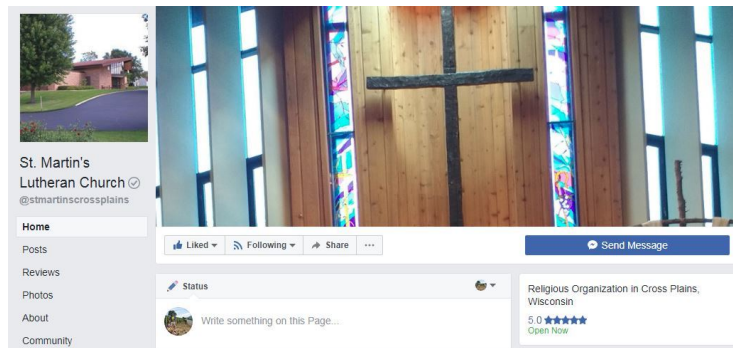 St. Martin's
Lutheran Church
@stmartinscrossplains
Home
Posts
Reviews
Photos
About
Community
Liked
Following
Share
...
Send Message
Status
Write something on this Page...
Religious Organization in Cross Plains,
Wisconsin
5.0
Open Now